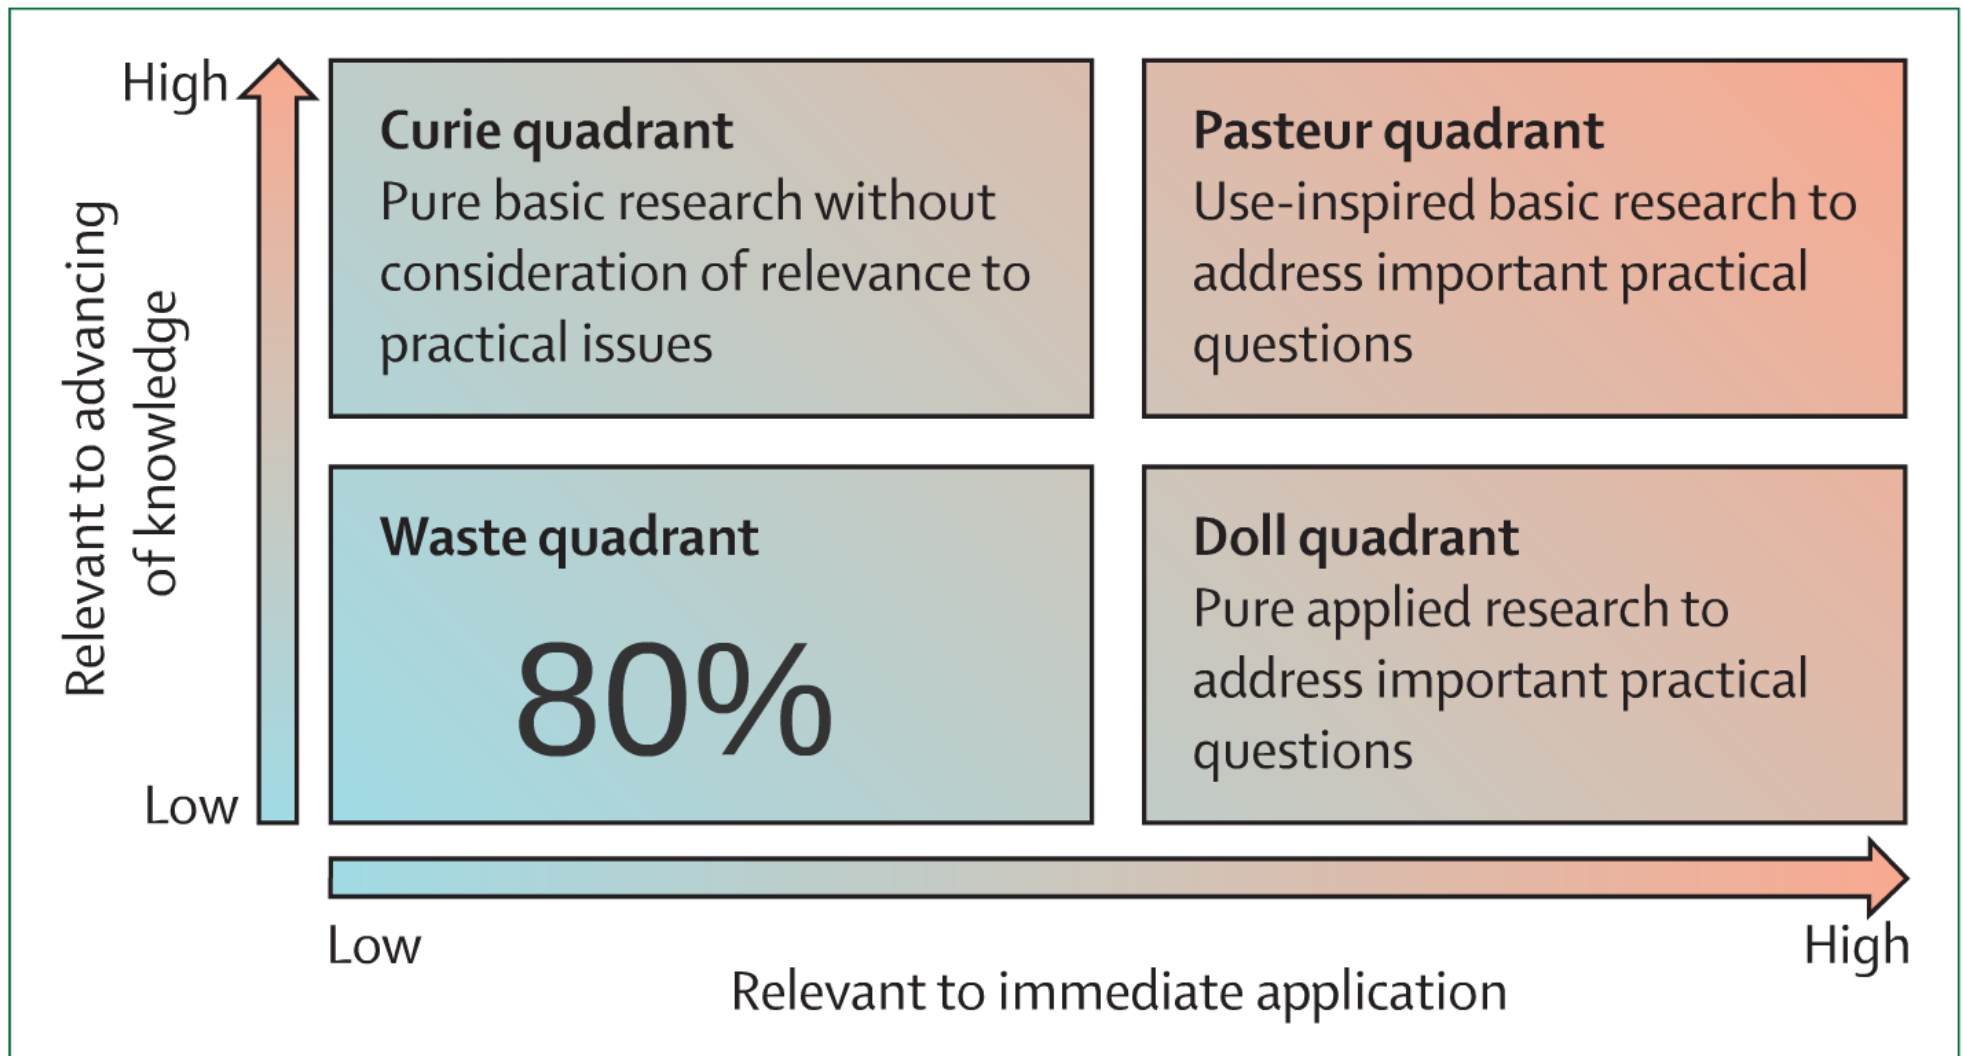 High
Relevant to advancing
of knowledge
Low
Curie quadrant
Pure basic research without
consideration of relevance to
practical issues
Pasteur quadrant
Use-inspired basic research to
address important practical
questions
Waste quadrant
80%
Doll quadrant
Pure applied research to
address important practical
questions
Low
High
Relevant to immediate application